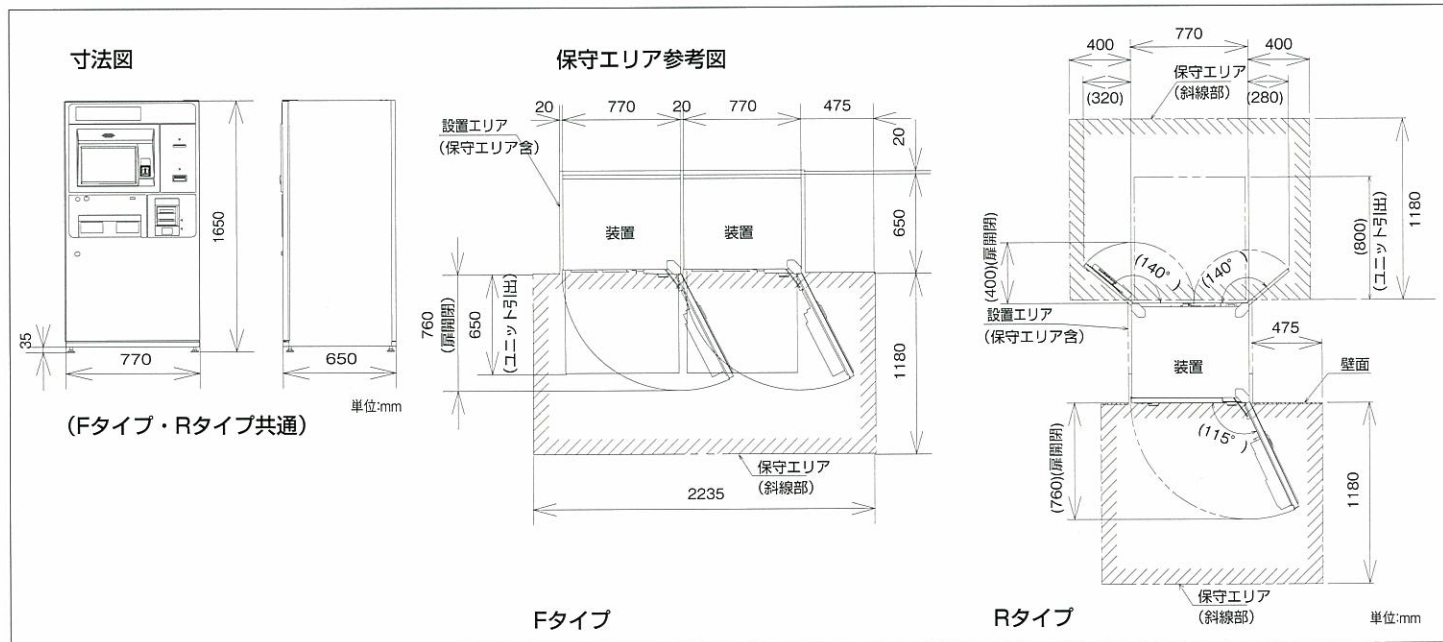 寸法図
1650
35
770
650
単位:mm
(Fタイプ・Rタイプ共通)
保守エリア参考図
20
770
20
770
475
設置エリア
(保守エリア含)
20
650
装置
装置
760
(扉開閉)
650
(ユニット引出)
1180
保守エリア
(斜線部)
2235
Fタイプ
400
770
400
保守エリア
(斜線部)
(320)
(280)
1180
(800)
(ユニット引出)
(400)(扉開閉)
(140°)
(140°)
設置エリア
(保守エリア含)
475
装置
壁面
(115°)
(760)(扉開閉)
1180
保守エリア
(斜線部)
Rタイプ
単位:mm